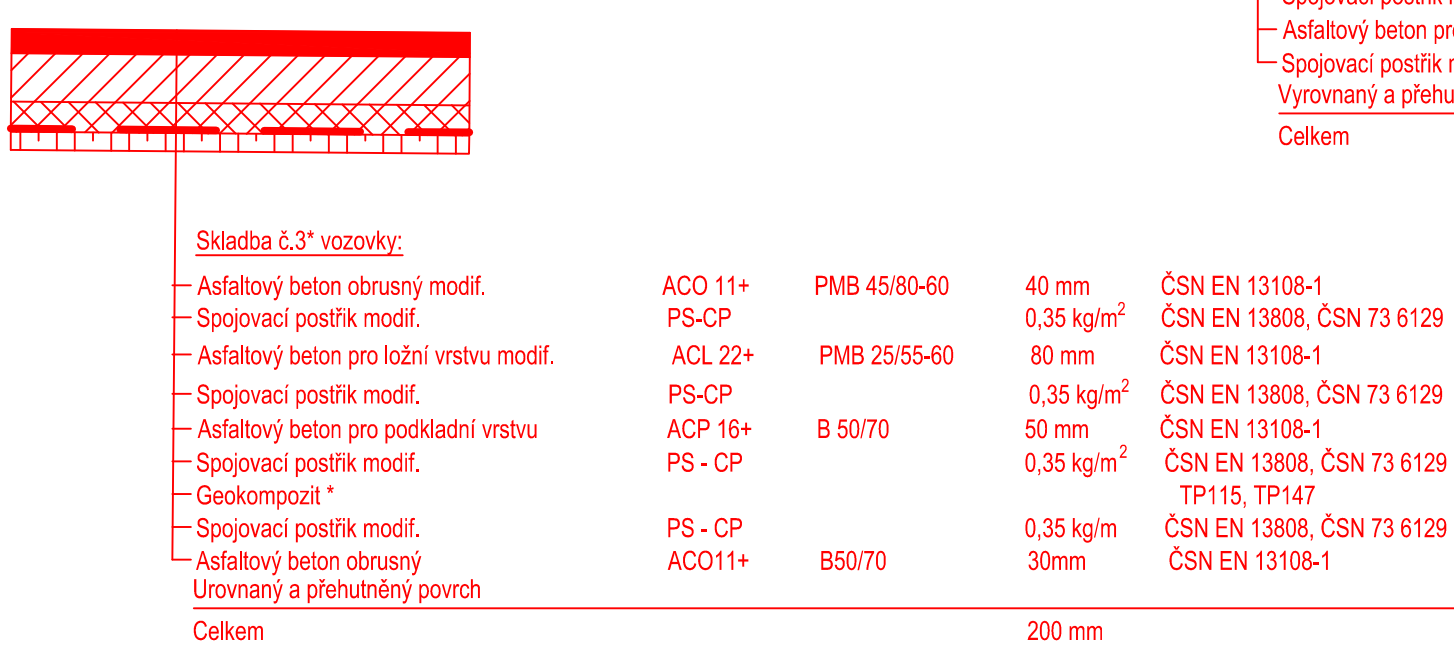 Spojovací postřik
Asfaltový beton
Spojovací postřik
Vyrovnaný a
Celkem
Skladba č.3* vozovky:
Asfaltový beton obrusný modif. ACO 11+ PMB 45/80-60 40 mm ČSN EN 13108-1
Spojovací postřik modif. PS-CP 0,35 kg/m² ČSN EN 13808, ČSN 73 6129
Asfaltový beton pro ložní vrstvu modif. ACL 22+ PMB 25/55-60 80 mm ČSN EN 13108-1
Spojovací postřik modif. PS-CP 0,35 kg/m² ČSN EN 13808, ČSN 73 6129
Asfaltový beton pro podkladní vrstvu ACP 16+ B 50/70 50 mm ČSN EN 13108-1
Spojovací postřik modif. PS - CP 0,35 kg/m² ČSN EN 13808, ČSN 73 6129
Geokompozit * TP115, TP147
Spojovací postřik modif. PS - CP 0,35 kg/m ČSN EN 13808, ČSN 73 6129
Asfaltový beton obrusný ACO11+ B50/70 30mm ČSN EN 13108-1
Urovnaný a přehutněný povrch
Celkem 200 mm